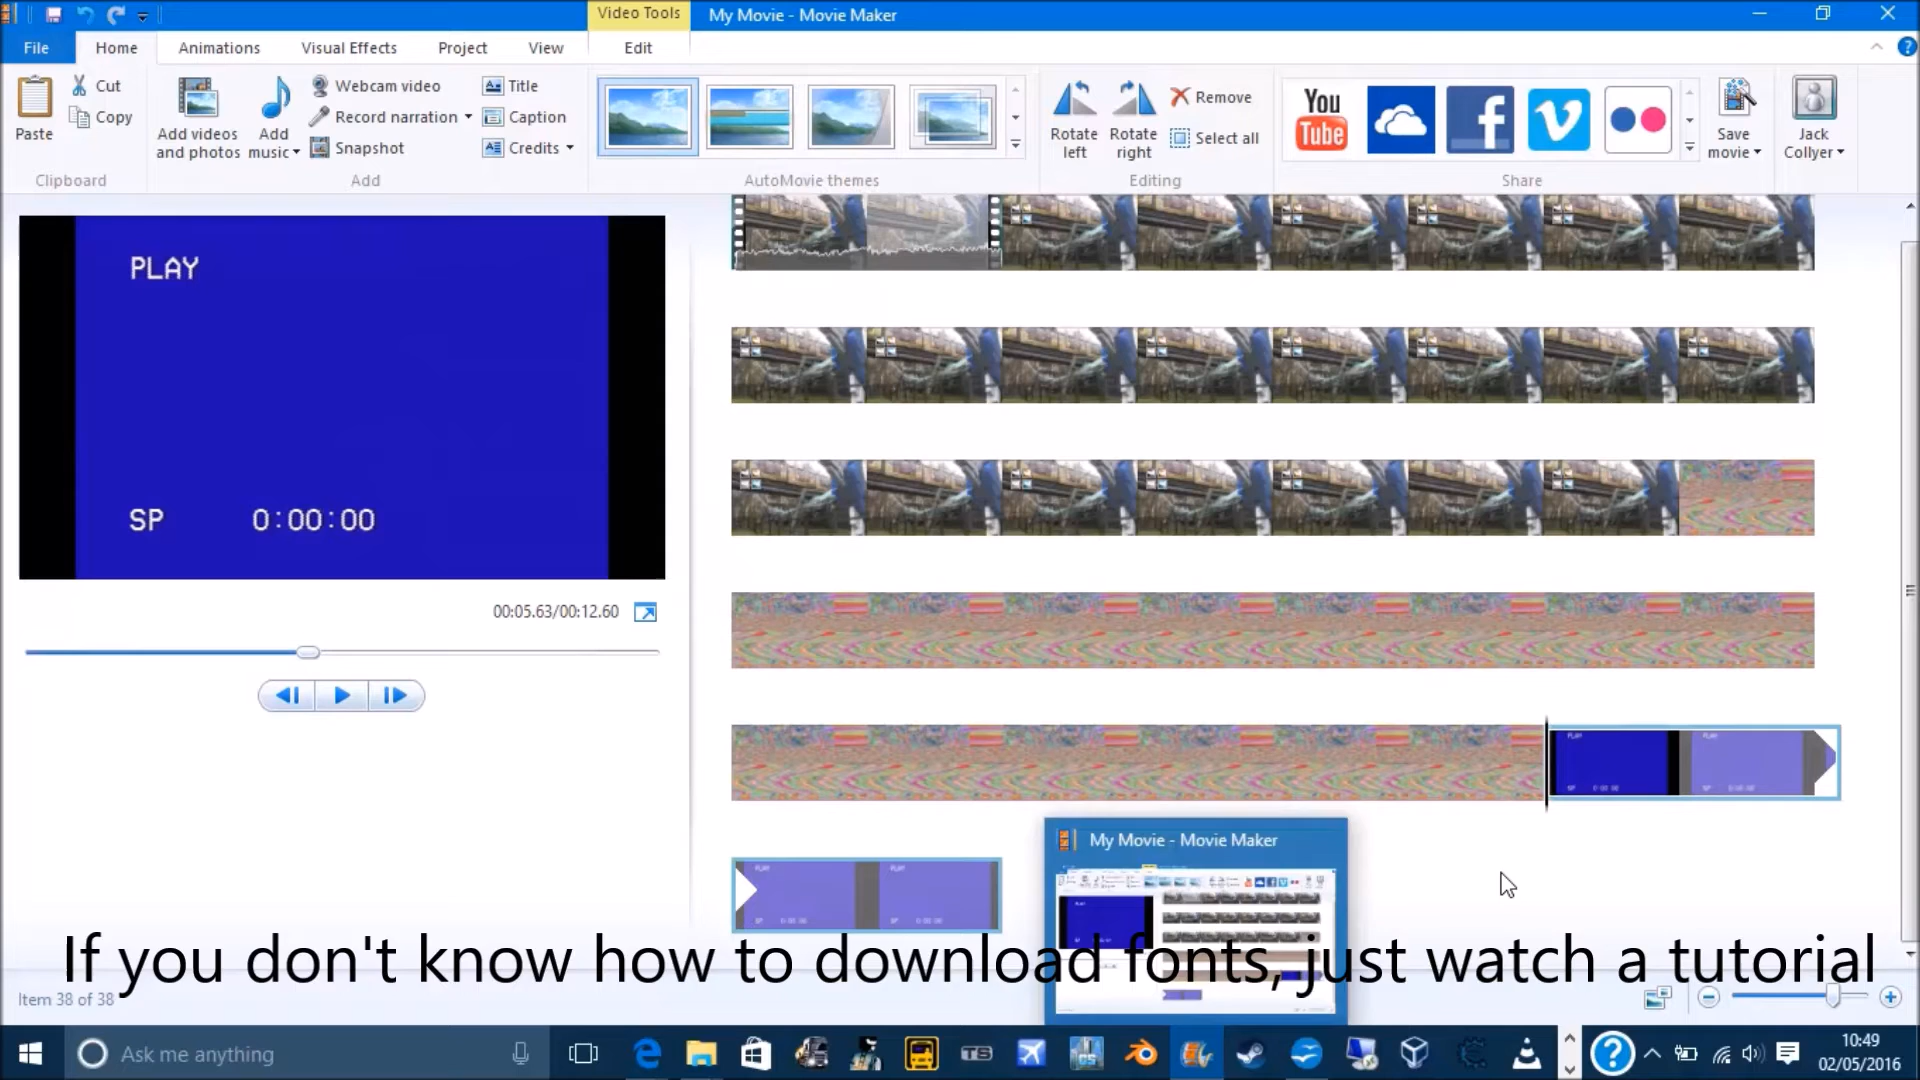 Video Tools
My Movie - Movie Maker
File Home Animations Visual Effects Project View Edit
Paste
Cut
Copy
Clipboard
Add videos
and photos
Add
music
Webcam video
Record narration
Snapshot
Title
Caption
Credits
Add
AutoMovie themes
Rotate
left
Rotate
right
Remove
Select all
Editing
You
Tube
Share
Save
movie
Jack
Collyer
PLAY
SP 0:00:00
00:05.63/00:12.60
My Movie - Movie Maker
If you don't know how to download fonts, just watch a tutorial
Item 38 of 38
Ask me anything
TS
10:49
02/05/2016